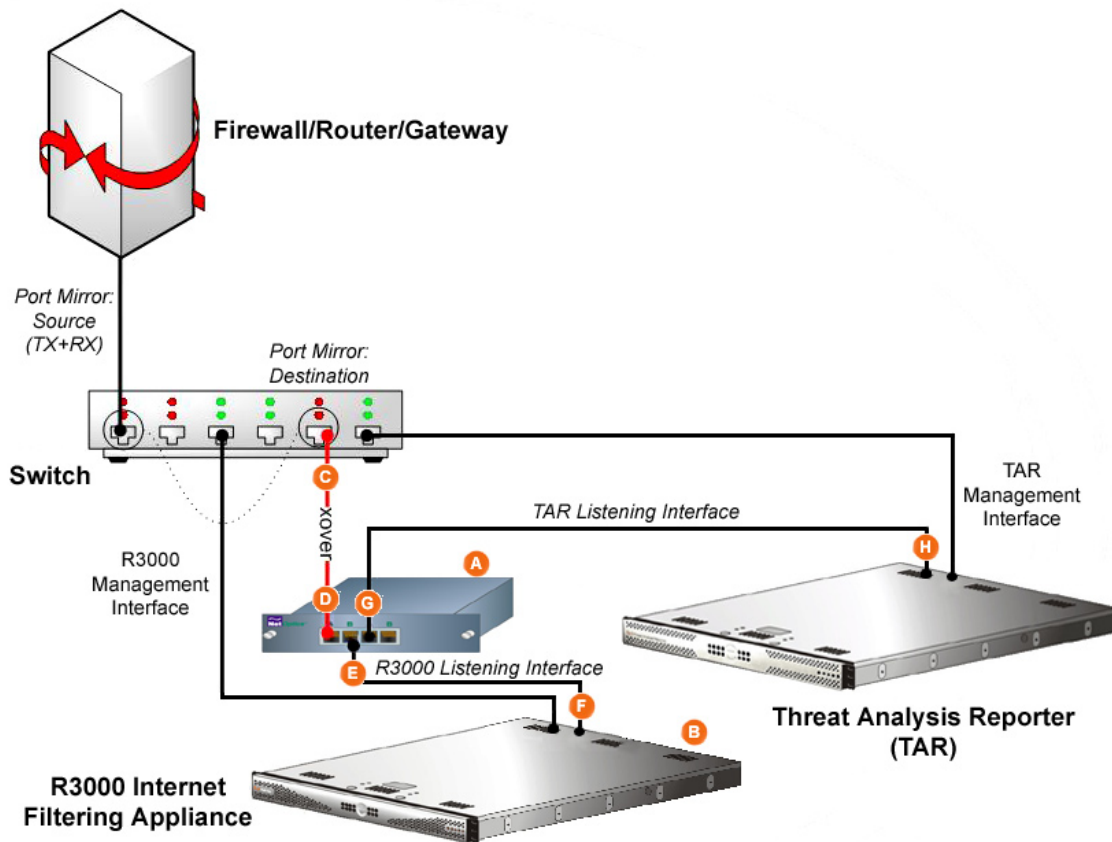 Firewall/Router/Gateway
Port Mirror:
Source
(TX+RX)
Port Mirror:
Destination
Switch
C
xover
D
R3000
Management
Interface
TAR Listening Interface
TAR
Management
Interface
H
A
G
Net
E
R3000 Listening Interface
F
B
Threat Analysis Reporter
(TAR)
R3000 Internet
Filtering Appliance